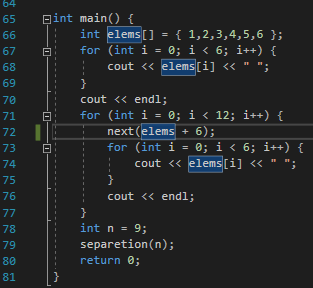 64
65 int main() {
66 int elems[] = { 1,2,3,4,5,6 };
67 for (int i = 0; i < 6; i++) {
68 cout << elems[i] << " ";
69 }
70 cout << endl;
71 for (int i = 0; i < 12; i++) {
72 next(elems + 6);
73 for (int i = 0; i < 6; i++) {
74 cout << elems[i] << " ";
75 }
76 cout << endl;
77 }
78 int n = 9;
79 separetion(n);
80 return 0;
81 }